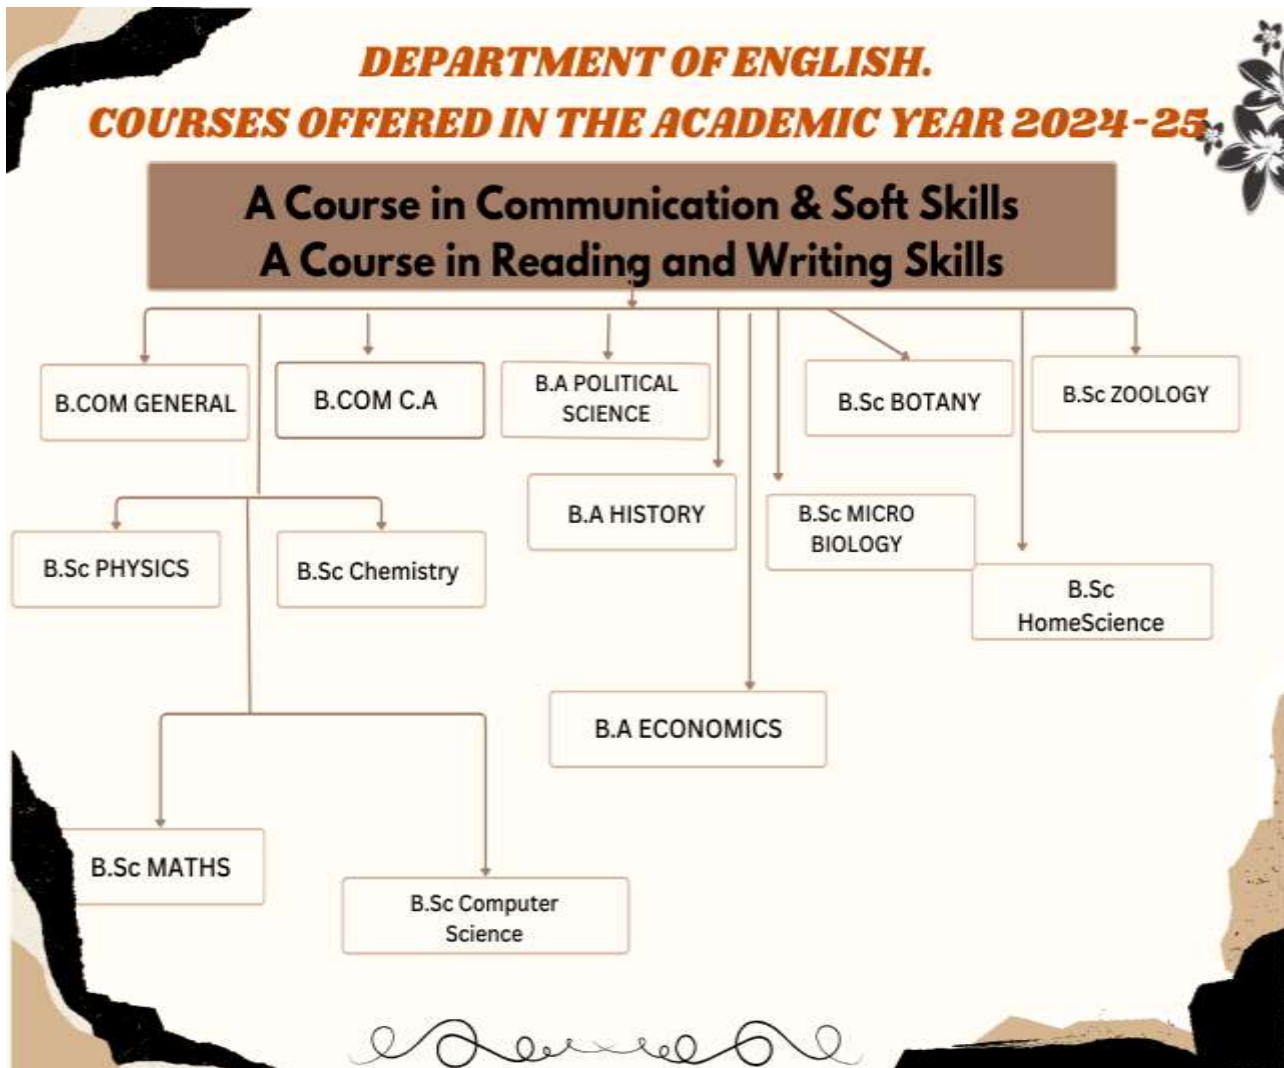 DEPARTMENT OF ENGLISH.
COURSES OFFERED IN THE ACADEMIC YEAR 2024-25
A Course in Communication & Soft Skills
A Course in Reading and Writing Skills
B.COM GENERAL
B.COM C.A
B.A POLITICAL
SCIENCE
B.Sc BOTANY
B.Sc ZOOLOGY
B.A HISTORY
B.Sc MICRO
BIOLOGY
B.Sc PHYSICS
B.Sc Chemistry
B.Sc
HomeScience
B.A ECONOMICS
B.Sc MATHS
B.Sc Computer
Science